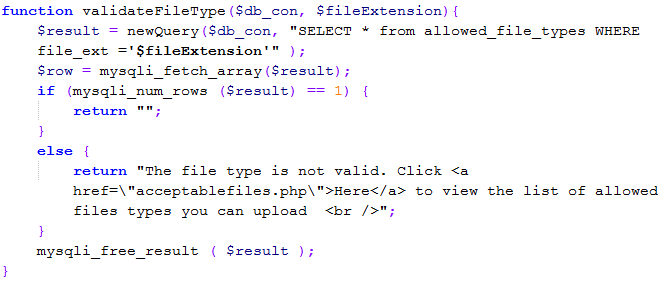 function validateFileType($db_con, $fileExtension){
$result = newQuery($db_con, "SELECT * from allowed_file_types WHERE
file_ext ='$fileExtension'" );
$row = mysqli_fetch_array($result);
if (mysqli_num_rows ($result) == 1) {
return "";
}
else {
return "The file type is not valid. Click <a
href=\"acceptablefiles.php\">Here</a> to view the list of allowed
files types you can upload  <br />";
}
mysqli_free_result ( $result );
}